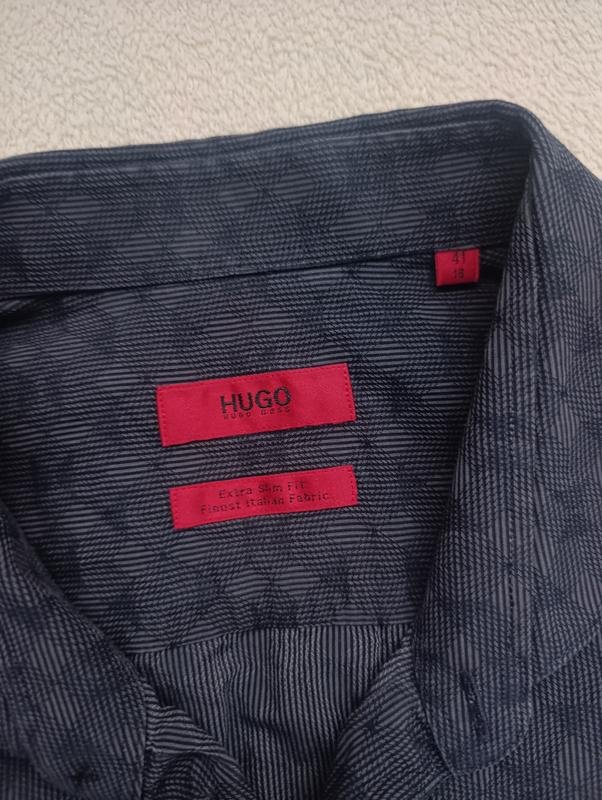 41
16
HUGO
HUGO BOSS
Extra Slim Fit
Finest Italian Fabric